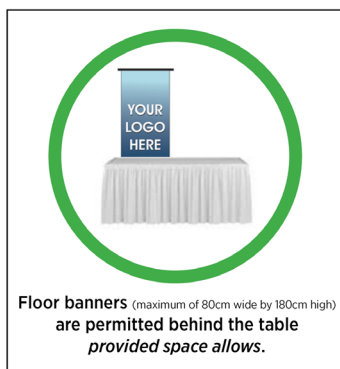 YOUR
LOGO
HERE
Floor banners (maximum of 80cm wide by 180cm high)
are permitted behind the table
provided space allows.